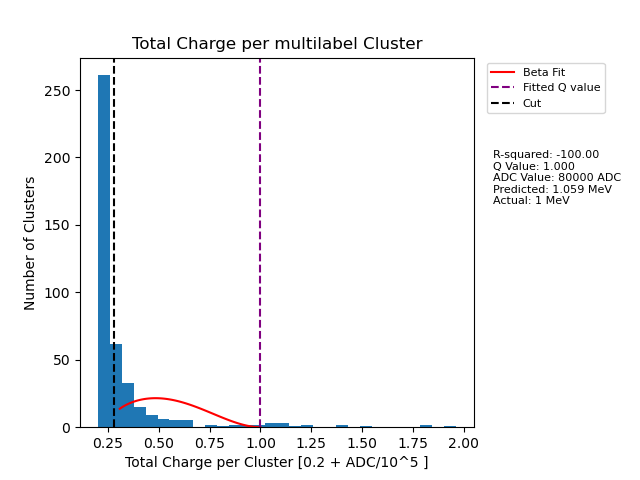 Total Charge per multilabel Cluster
Beta Fit
Fitted Q value
Cut
R-squared: -100.00
Q Value: 1.000
ADC Value: 80000 ADC
Predicted: 1.059 MeV
Actual: 1 MeV
Number of Clusters
250
200
150
100
50
0
0.25 0.50 0.75 1.00 1.25 1.50 1.75 2.00
Total Charge per Cluster [0.2 + ADC/10^5 ]